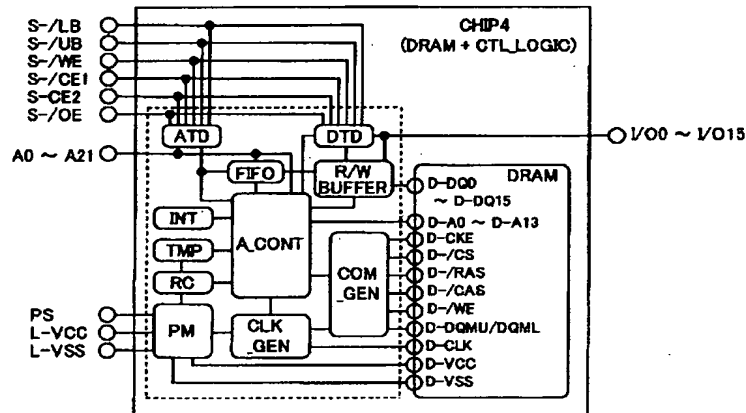 CHIP4
(DRAM + CTL_LOGIC)
S-/LB
S-/UB
S-/WE
S-/CE1
S-CE2
S-/OE
A0 ~ A21
ATD
DTD
I/O0 ~ I/O15
FIFO
R/W
BUFFER
DRAM
D-DQ0
~ D-DQ15
INT
A_CONT
D-A0 ~ D-A13
D-CKE
TMP
COM
_GEN
D-/CS
D-/RAS
RC
D-/CAS
D-/WE
PS
L-VCC
L-VSS
PM
CLK
_GEN
D-DQMU/DQML
D-CLK
D-VCC
D-VSS